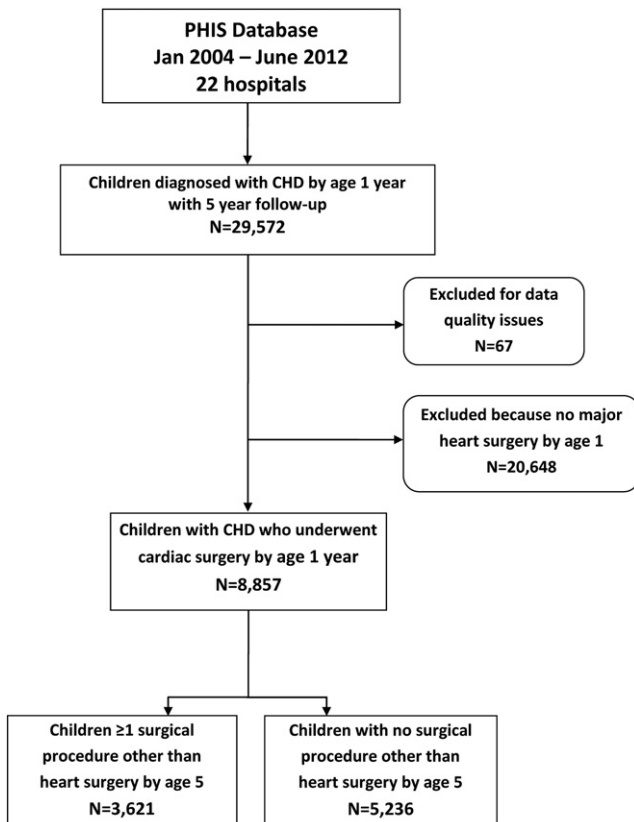 PHIS Database
Jan 2004 – June 2012
22 hospitals
Children diagnosed with CHD by age 1 year
with 5 year follow-up
N=29,572
Excluded for data
quality issues
N=67
Excluded because no major
heart surgery by age 1
N=20,648
Children with CHD who underwent
cardiac surgery by age 1 year
N=8,857
Children ≥1 surgical
procedure other than
heart surgery by age 5
N=3,621
Children with no surgical
procedure other than
heart surgery by age 5
N=5,236